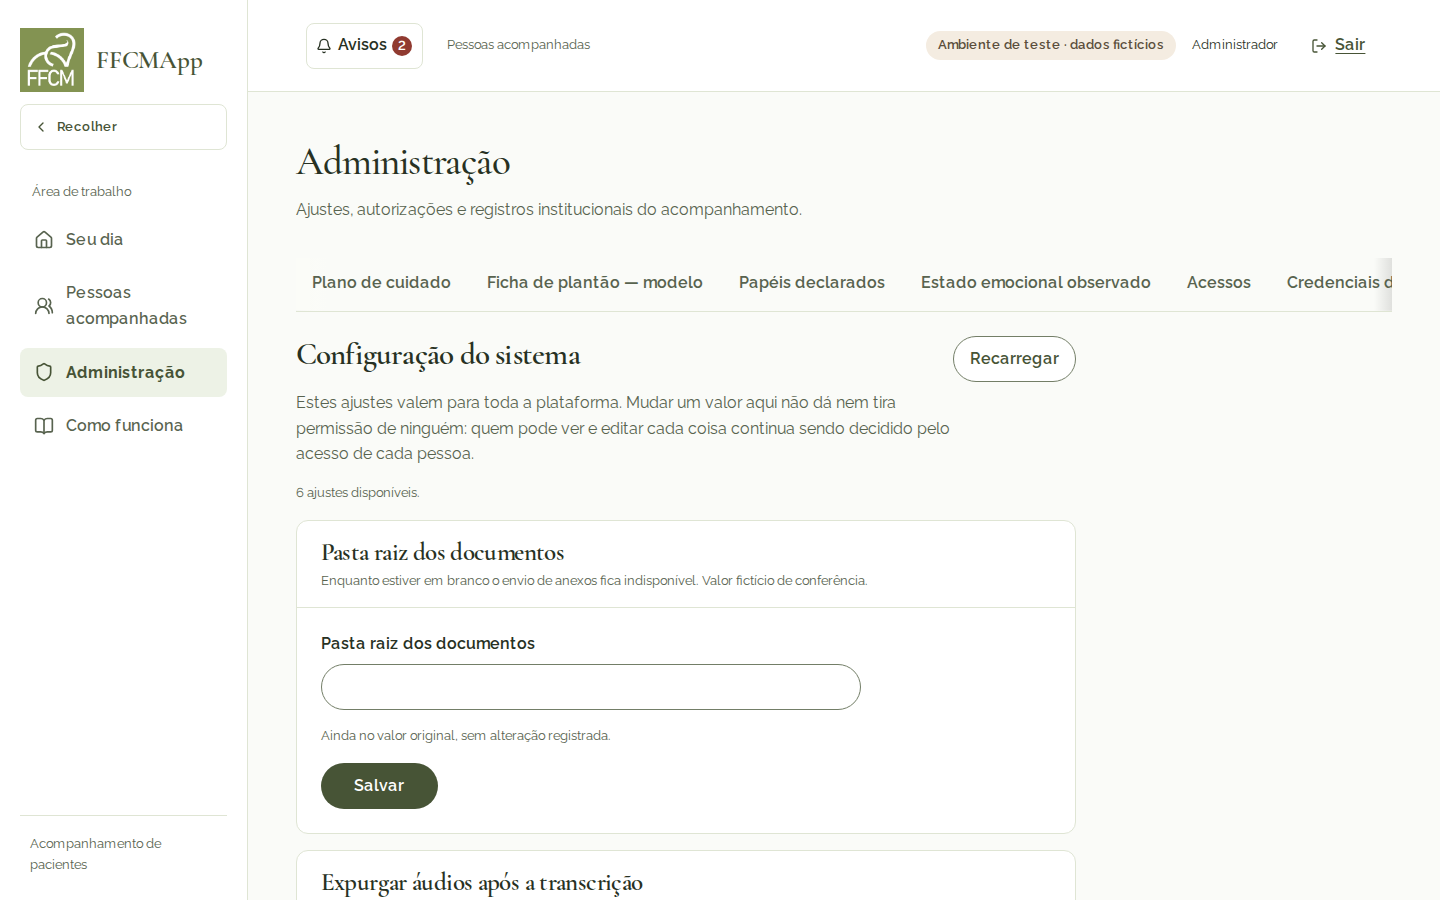 FFCM
FFCMApp
Recolher
Área de trabalho
Seu dia
Pessoas
acompanhadas
Administração
Como funciona
Acompanhamento de
pacientes
Avisos 2
Pessoas acompanhadas
Ambiente de teste · dados fictícios
Administrador
Sair
Administração
Ajustes, autorizações e registros institucionais do acompanhamento.
Plano de cuidado
Ficha de plantão — modelo
Papéis declarados
Estado emocional observado
Acessos
Credenciais d
Configuração do sistema
Recarregar
Estes ajustes valem para toda a plataforma. Mudar um valor aqui não dá nem tira
permissão de ninguém: quem pode ver e editar cada coisa continua sendo decidido pelo
acesso de cada pessoa.
6 ajustes disponíveis.
Pasta raiz dos documentos
Enquanto estiver em branco o envio de anexos fica indisponível. Valor fictício de conferência.
Pasta raiz dos documentos
Ainda no valor original, sem alteração registrada.
Salvar
Expurgar áudios após a transcrição